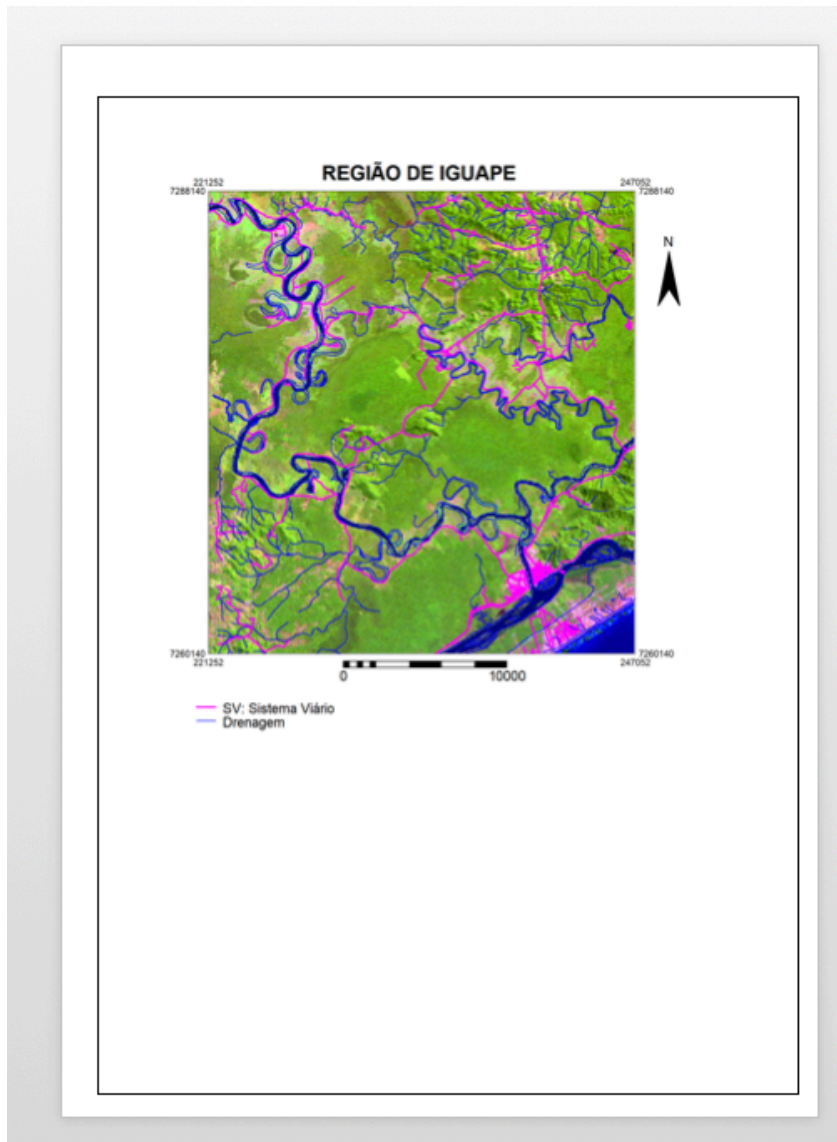 REGIÃO DE IGUAPE
221252
247052
7288140
7288140
N
7260140
7260140
221252
247052
0
10000
SV: Sistema Viário
Drenagem